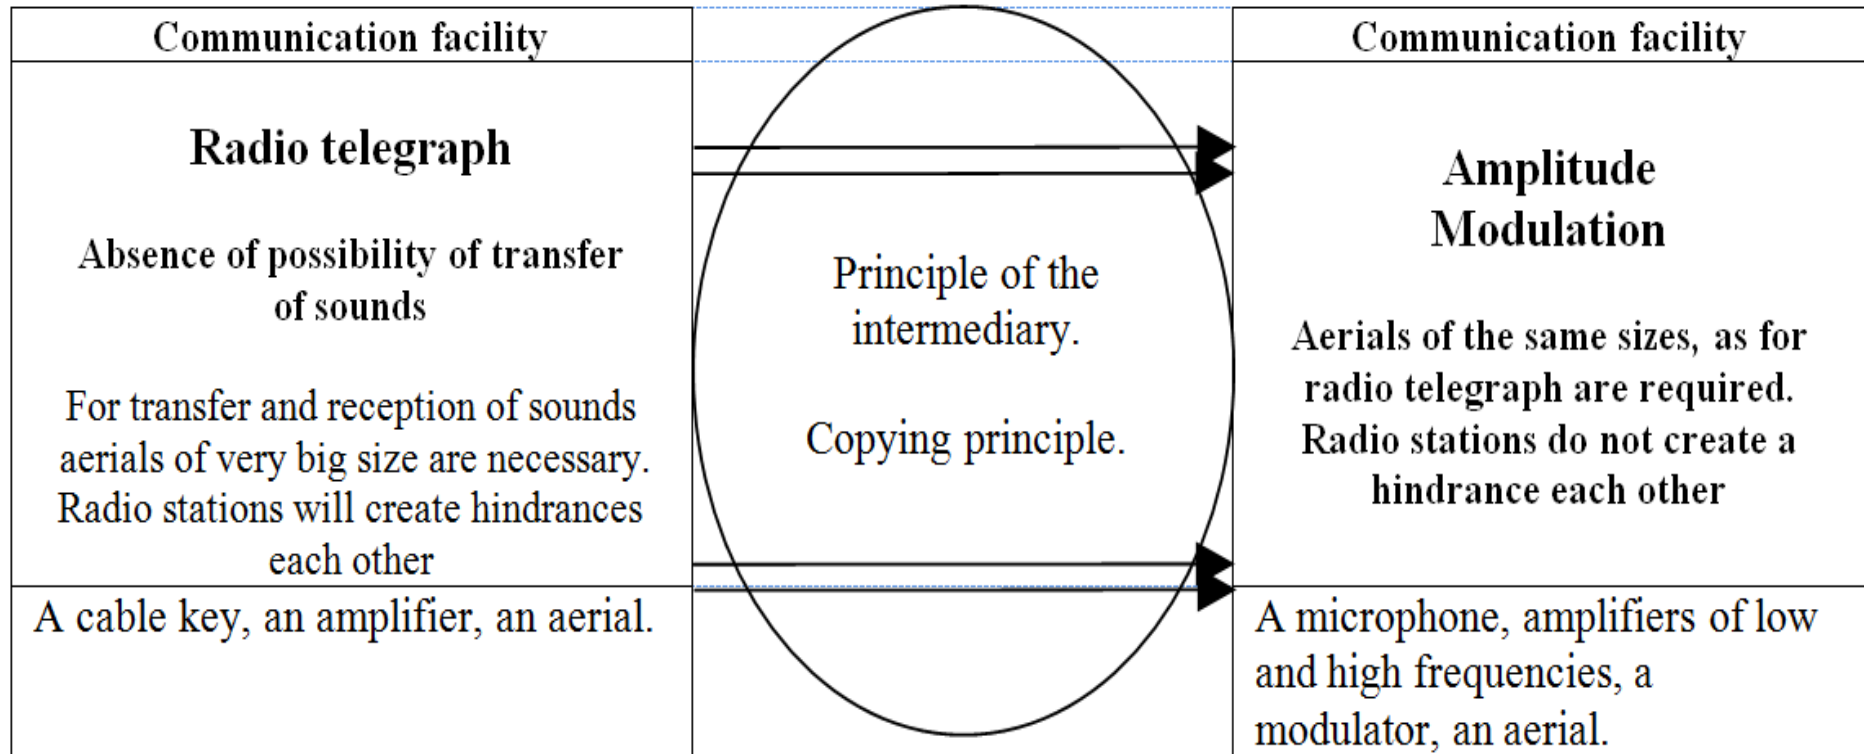 Communication facility
Radio telegraph
Absence of possibility of transfer
of sounds
For transfer and reception of sounds
aerials of very big size are necessary.
Radio stations will create hindrances
each other
A cable key, an amplifier, an aerial.
Principle of the
intermediary.
Copying principle.
Communication facility
Amplitude
Modulation
Aerials of the same sizes, as for
radio telegraph are required.
Radio stations do not create a
hindrance each other
A microphone, amplifiers of low
and high frequencies, a
modulator, an aerial.